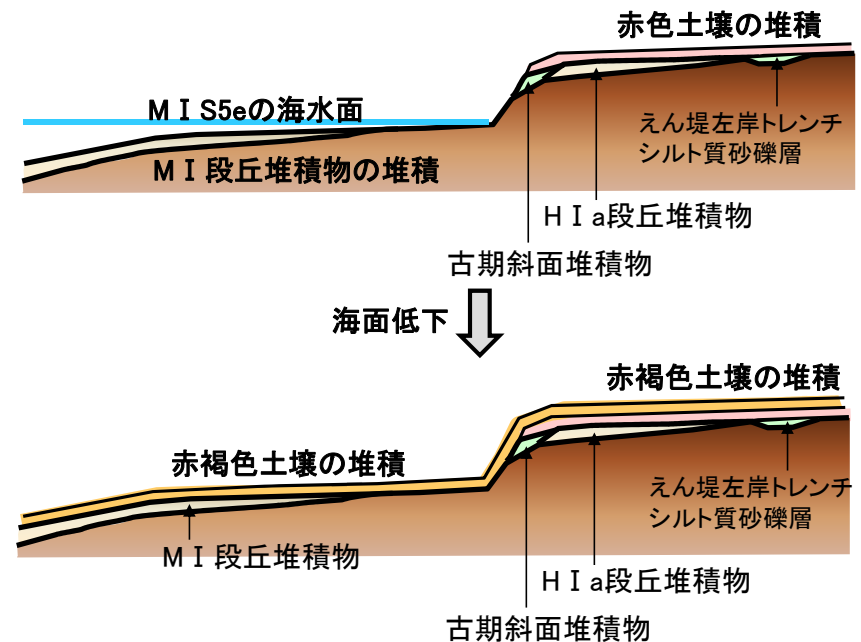 赤色土壌の堆積
ＭＩS5eの海水面
えん堤左岸トレンチ
シルト質砂礫層
ＭＩ段丘堆積物の堆積
ＨⅠa段丘堆積物
古期斜面堆積物
海面低下
赤褐色土壌の堆積
赤褐色土壌の堆積
えん堤左岸トレンチ
シルト質砂礫層
ＭⅠ段丘堆積物
ＨⅠa段丘堆積物
古期斜面堆積物